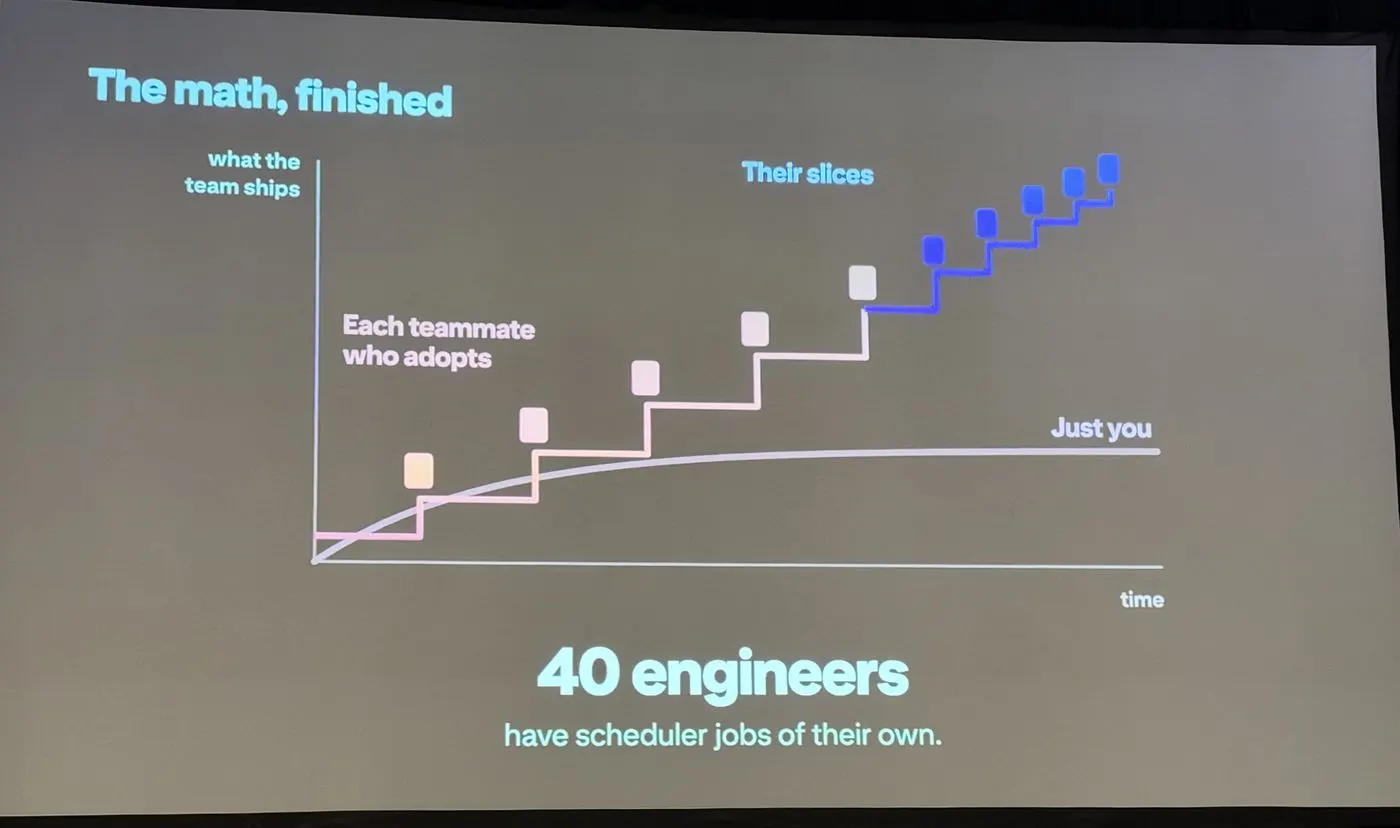 The math, finished
what the
team ships
Their slices
Each teammate
who adopts
Just you
time
40 engineers
have scheduler jobs of their own.